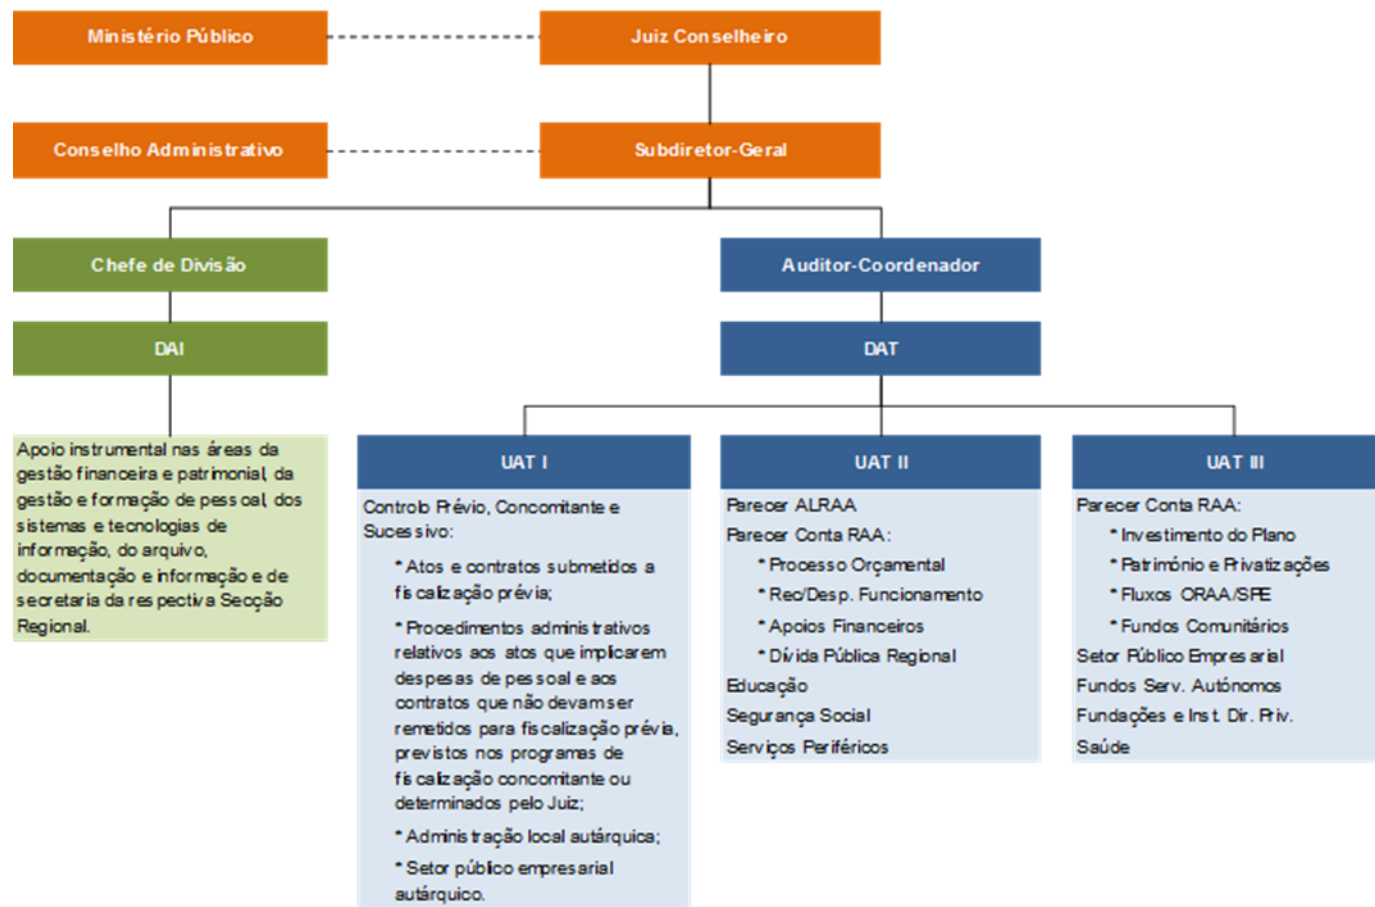 Ministério Público
Juiz Conselheiro
Conselho Administrativo
Subdiretor-Geral
Chefe de Divisão
Auditor-Coordenador
DAI
DAT
Apoio instrumental nas áreas da
gestão financeira e patrimonial, da
gestão e formação de pessoal, dos
sistemas e tecnologias de
informação, do arquivo,
documentação e informação e de
secretaria da respectiva Secção
Regional.
UAT I
Controlo Prévio, Concomitante e
Sucessivo:
* Atos e contratos submetidos a
fiscalização prévia;
* Procedimentos administrativos
relativos aos atos que implicarem
despesas de pessoal e aos
contratos que não devam ser
remetidos para fiscalização prévia,
previstos nos programas de
fiscalização concomitante ou
determinados pelo Juiz;
* Administração local autárquica;
* Setor público empresarial
autárquico.
UAT II
Parecer ALRAA
Parecer Conta RAA:
* Processo Orçamental
* Rec/Desp. Funcionamento
* Apoios Financeiros
* Dívida Pública Regional
Educação
Segurança Social
Serviços Periféricos
UAT III
Parecer Conta RAA:
* Investimento do Plano
* Património e Privatizações
* Fluxos ORAA/SPE
* Fundos Comunitários
Setor Público Empresarial
Fundos Serv. Autónomos
Fundações e Inst. Dir. Priv.
Saúde